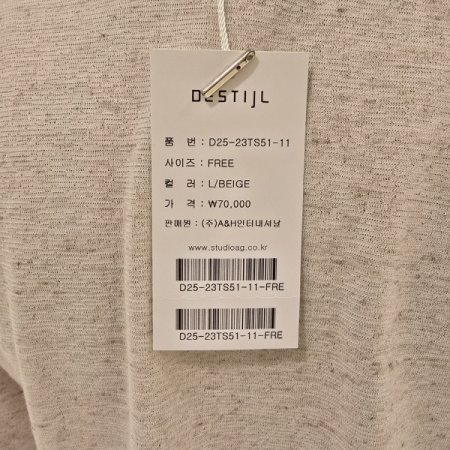 DESTIJL
품 번 : D25-23TS51-11
사이즈 : FREE
컬 러 : L/BEIGE
가 격 : ₩70,000
판매원 : (주)A&H인터내셔날
www.studioag.co.kr
D25-23TS51-11-FRE
D25-23TS51-11-FRE